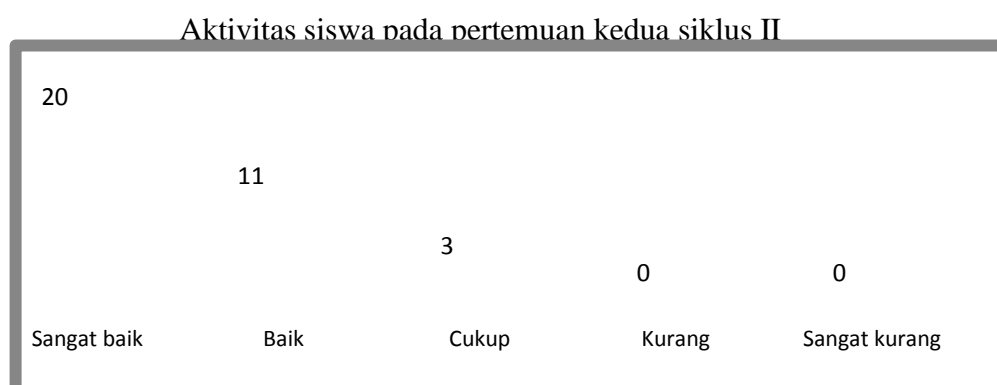 Aktivitas siswa pada pertemuan kedua siklus II
20
11
3
0 0
Sangat baik Baik Cukup Kurang Sangat kurang